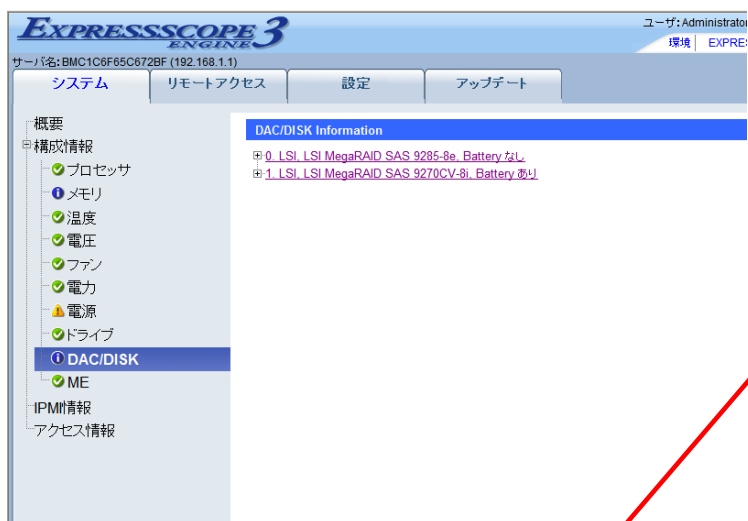 EXPRESSSCOPE 3
ENGINE
ユーザ: Administrator
環境 EXPRES
サーバ名: BMC1C6F65C672BF (192.168.1.1)
システム リモートアクセス 設定 アップデート
概要
構成情報
プロセッサ
メモリ
温度
電圧
ファン
電力
電源
ドライブ
DAC/DISK
ME
IPMI情報
アクセス情報
DAC/DISK Information
0. LSI, LSI MegaRAID SAS 9285-8e, Battery なし
1. LSI, LSI MegaRAID SAS 9270CV-8i, Battery あり